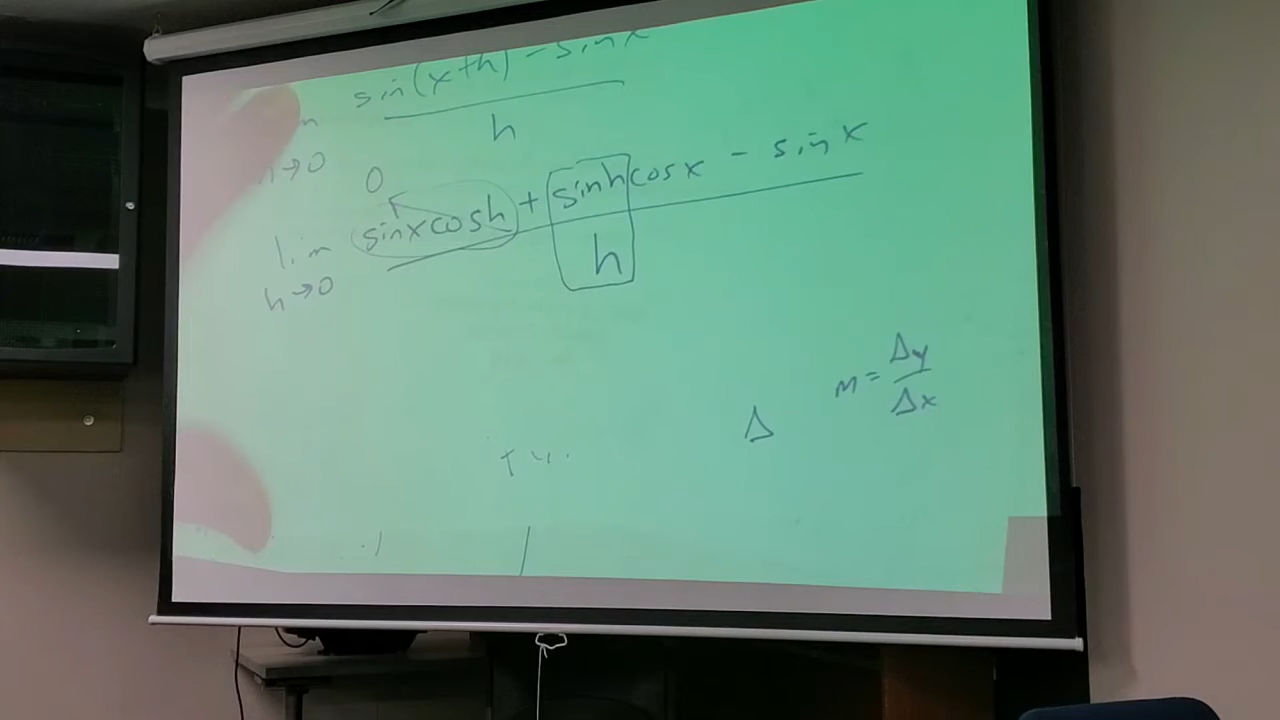 sin(x+h) - sinx
h
h→0
0
lim sinxcosh + sinhcosx - sinx
h→0 h
m = Δy
Δx
Δ